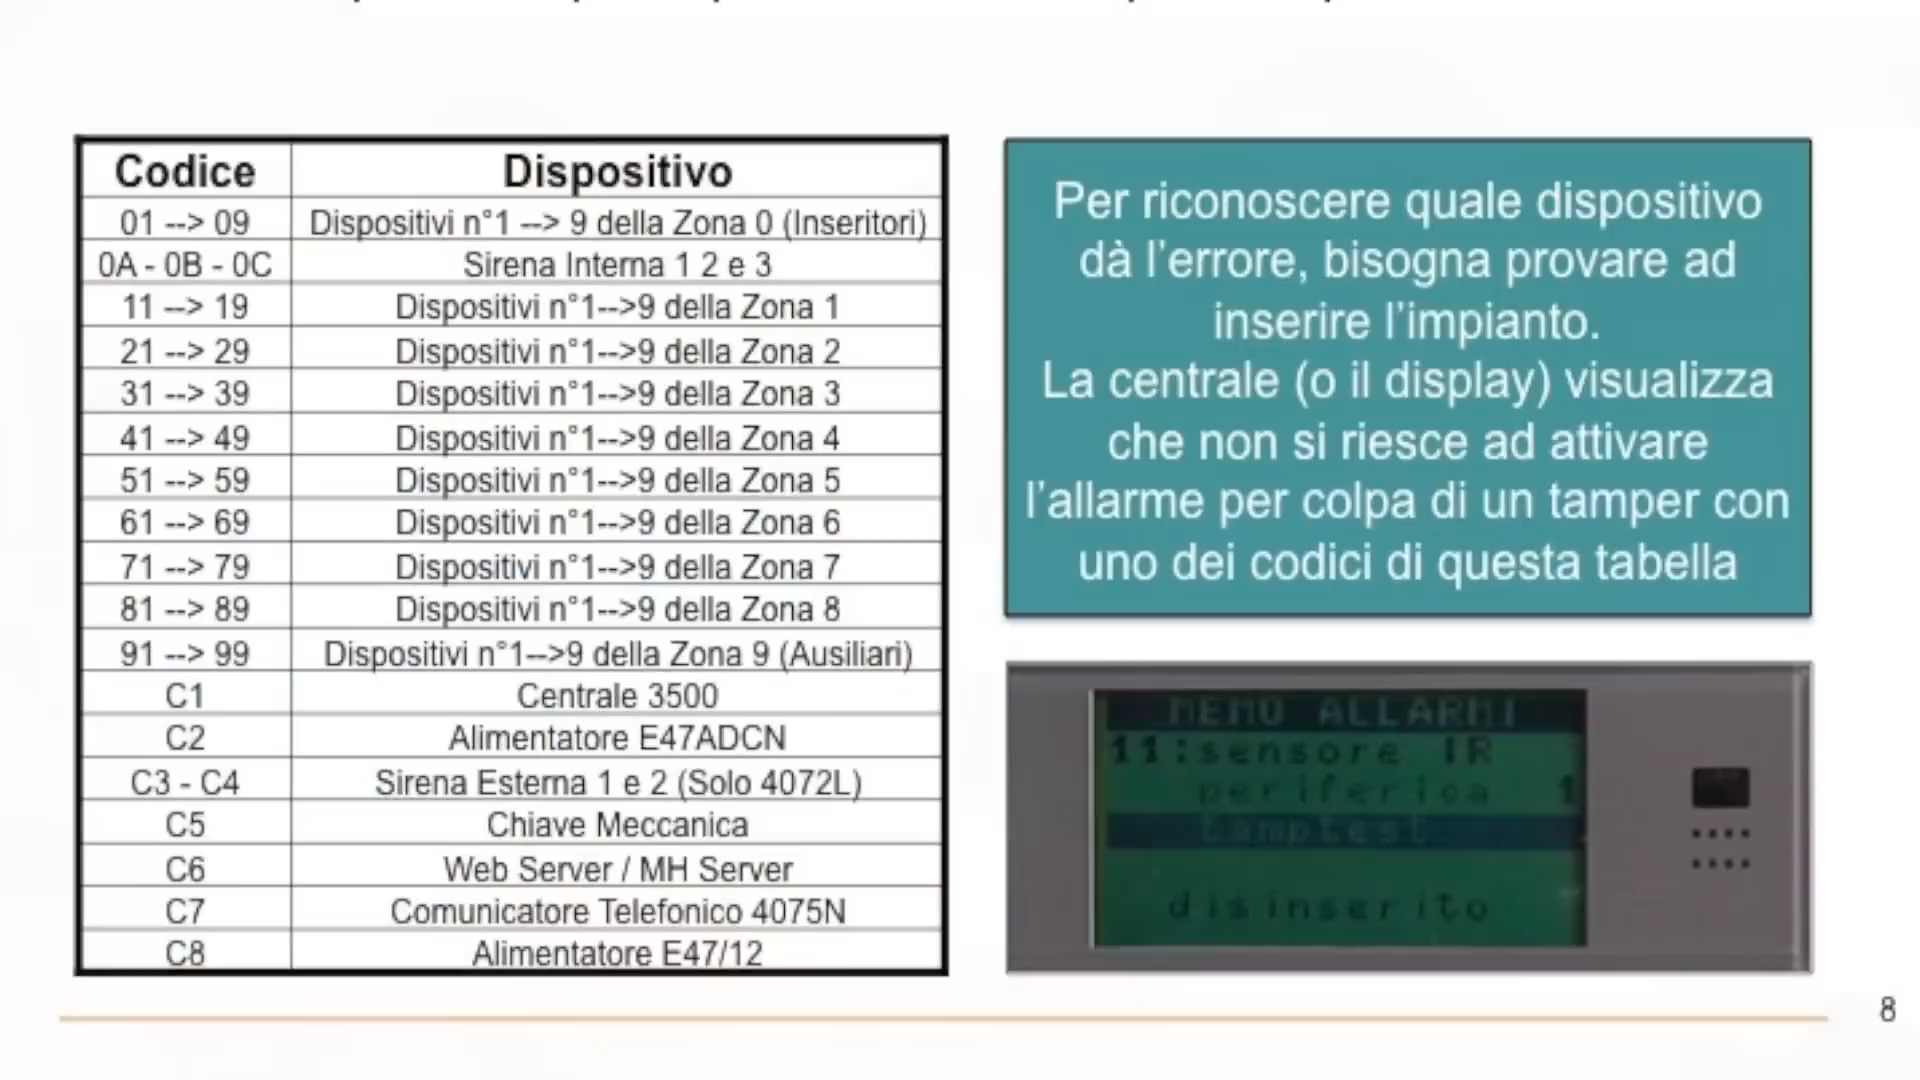 Codice Dispositivo
01 --> 09 Dispositivi n°1 --> 9 della Zona 0 (Inseritori)
0A - 0B - 0C Sirena Interna 1 2 e 3
11 --> 19 Dispositivi n°1-->9 della Zona 1
21 --> 29 Dispositivi n°1-->9 della Zona 2
31 --> 39 Dispositivi n°1-->9 della Zona 3
41 --> 49 Dispositivi n°1-->9 della Zona 4
51 --> 59 Dispositivi n°1-->9 della Zona 5
61 --> 69 Dispositivi n°1-->9 della Zona 6
71 --> 79 Dispositivi n°1-->9 della Zona 7
81 --> 89 Dispositivi n°1-->9 della Zona 8
91 --> 99 Dispositivi n°1-->9 della Zona 9 (Ausiliari)
C1 Centrale 3500
C2 Alimentatore E47ADCN
C3 - C4 Sirena Esterna 1 e 2 (Solo 4072L)
C5 Chiave Meccanica
C6 Web Server / MH Server
C7 Comunicatore Telefonico 4075N
C8 Alimentatore E47/12
Per riconoscere quale dispositivo
dà l'errore, bisogna provare ad
inserire l'impianto.
La centrale (o il display) visualizza
che non si riesce ad attivare
l'allarme per colpa di un tamper con
uno dei codici di questa tabella
MEMO ALLARMI
11:sensore IR
periferica 1
tamptest
disinserito
8